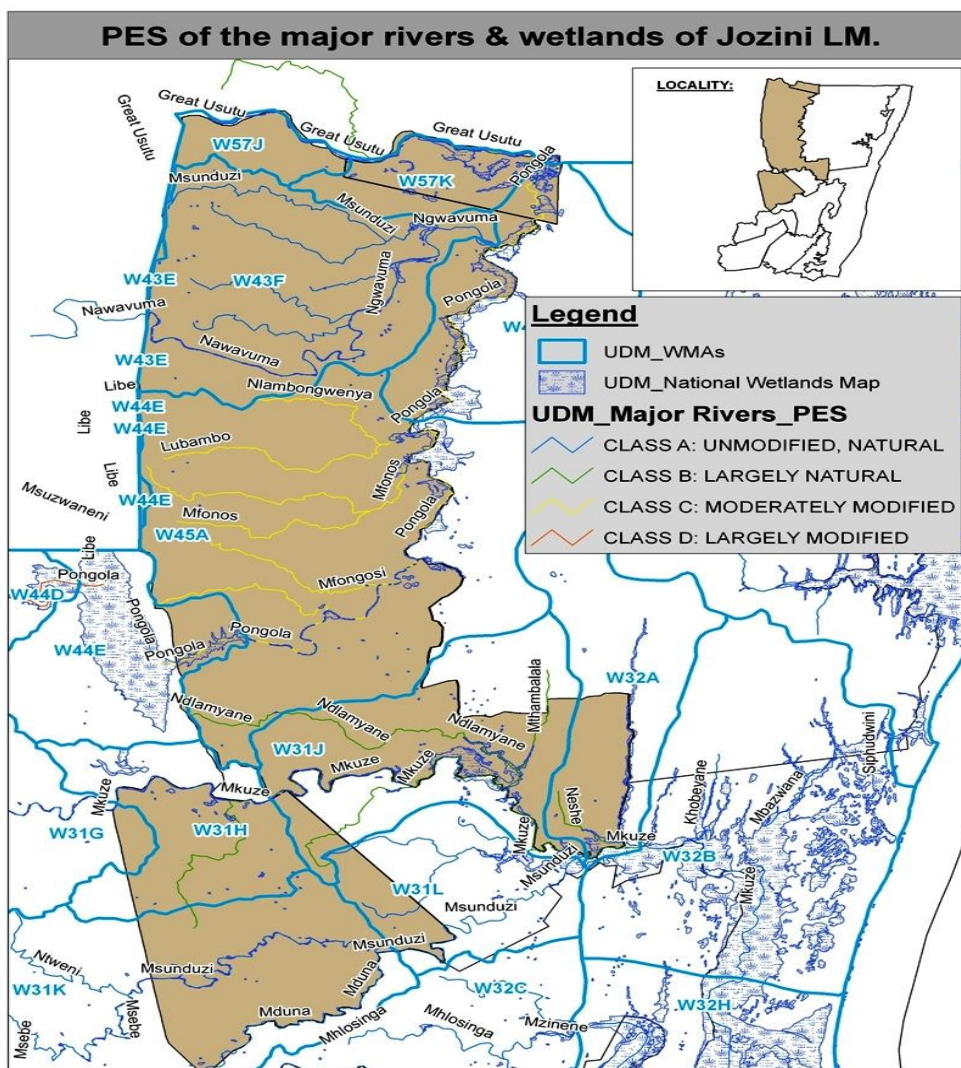 PES of the major rivers & wetlands of Jozini LM.
LOCALITY:
Great Usutu
Great Usutu
Great Usutu
Great Usutu
W57J
Pongola
W57K
Msunduzi
Msunduzi
Ngwavuma
Ngwavuma
W43E
W43F
Pongola
Nawavuma
Legend
UDM_WMAs
UDM_National Wetlands Map
UDM_Major Rivers_PES
CLASS A: UNMODIFIED, NATURAL
CLASS B: LARGELY NATURAL
CLASS C: MODERATELY MODIFIED
CLASS D: LARGELY MODIFIED
Nawavuma
W43E
Libe
Nlambongwenya
W44E
Pongola
Libe
W44E
Lubambo
Libe
Mfonos
Msuzwaneni
W44E
Mfonos
Pongola
W45A
Libe
Pongola
Mfongosi
W44D
Pongola
Pongola
W44E
Pongola
Mthambalala
W32A
Ndlamyane
Ndlamyane
Ndlamyane
Siphudwini
W31J
Mkuze
Mkuze
Mkuze
Mkuze
Neshe
Khobeyane
Mbazwana
W31G
W31H
Mkuze
Mkuze
Msunduzi
W32B
Mkuze
W31L
Msunduzi
Msunduzi
Ntweni
Msunduzi
Mduna
W31K
W32C
W32H
Msebe
Msebe
Mduna
Mhlosinga
Mhlosinga
Mzinene